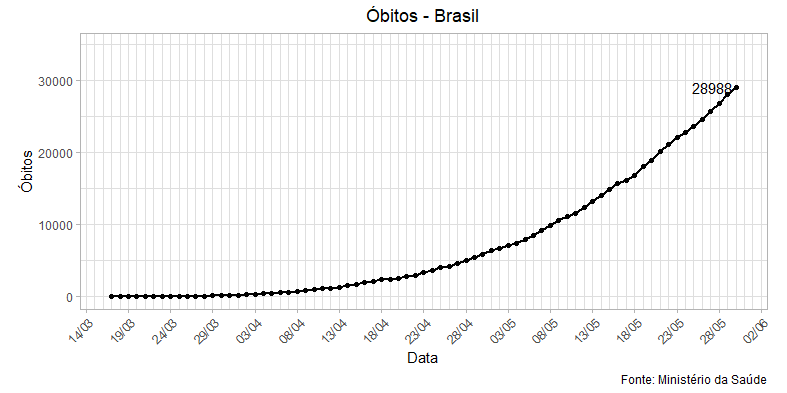 Óbitos - Brasil
Óbitos
30000
20000
10000
0
28988
14/03 19/03 24/03 29/03 03/04 08/04 13/04 18/04 23/04 28/04 03/05 08/05 13/05 18/05 23/05 28/05 02/06
Data
Fonte: Ministério da Saúde